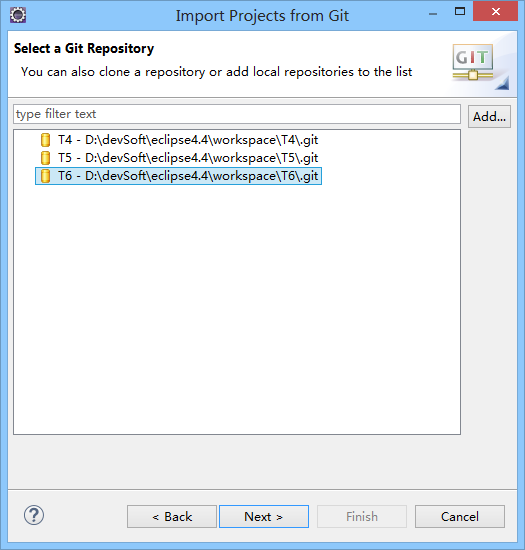 Import Projects from Git
Select a Git Repository
You can also clone a repository or add local repositories to the list
GIT
type filter text
Add...
T4 - D:\devSoft\eclipse4.4\workspace\T4\.git
T5 - D:\devSoft\eclipse4.4\workspace\T5\.git
T6 - D:\devSoft\eclipse4.4\workspace\T6\.git
?
< Back
Next >
Finish
Cancel